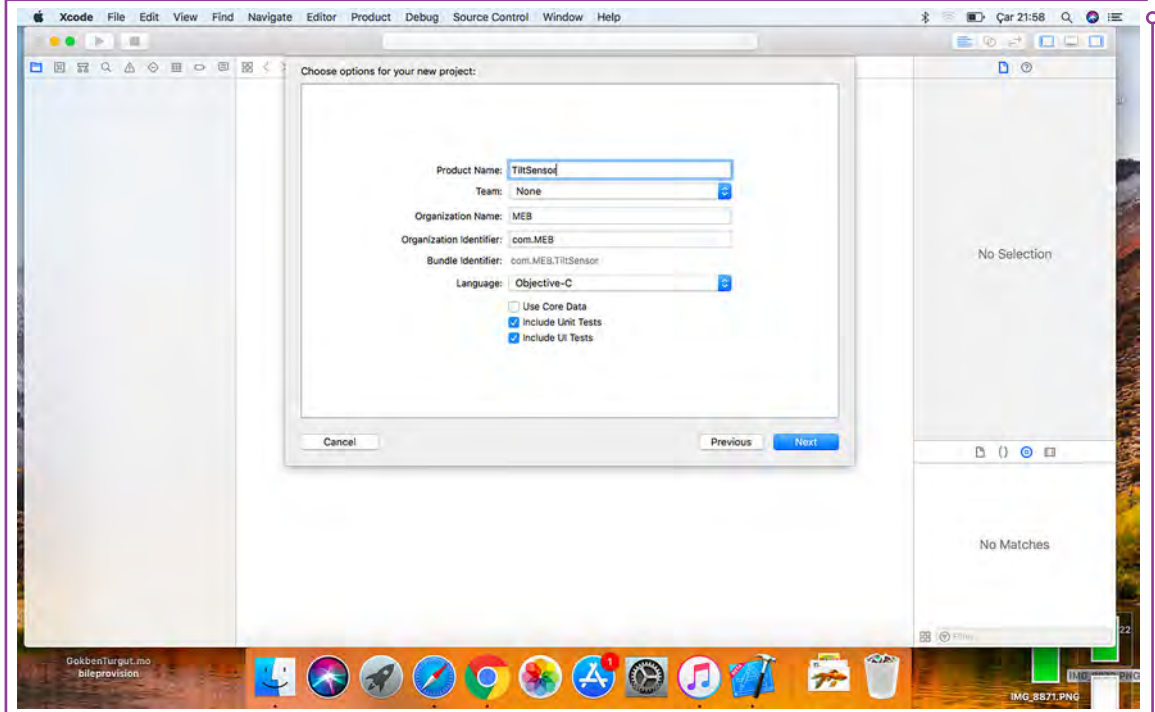 Xcode File Edit View Find Navigate Editor Product Debug Source Control Window Help Çar 21:58
Choose options for your new project:
Product Name: TiltSensor
Team: None
Organization Name: MEB
Organization Identifier: com.MEB
Bundle Identifier: com.MEB.TiltSensor
Language: Objective-C
Use Core Data
Include Unit Tests
Include UI Tests
Cancel Previous Next
No Selection
No Matches
Filter
22
GokbenTurgut.mo
bileprovision
1
IMG_8871.PNG